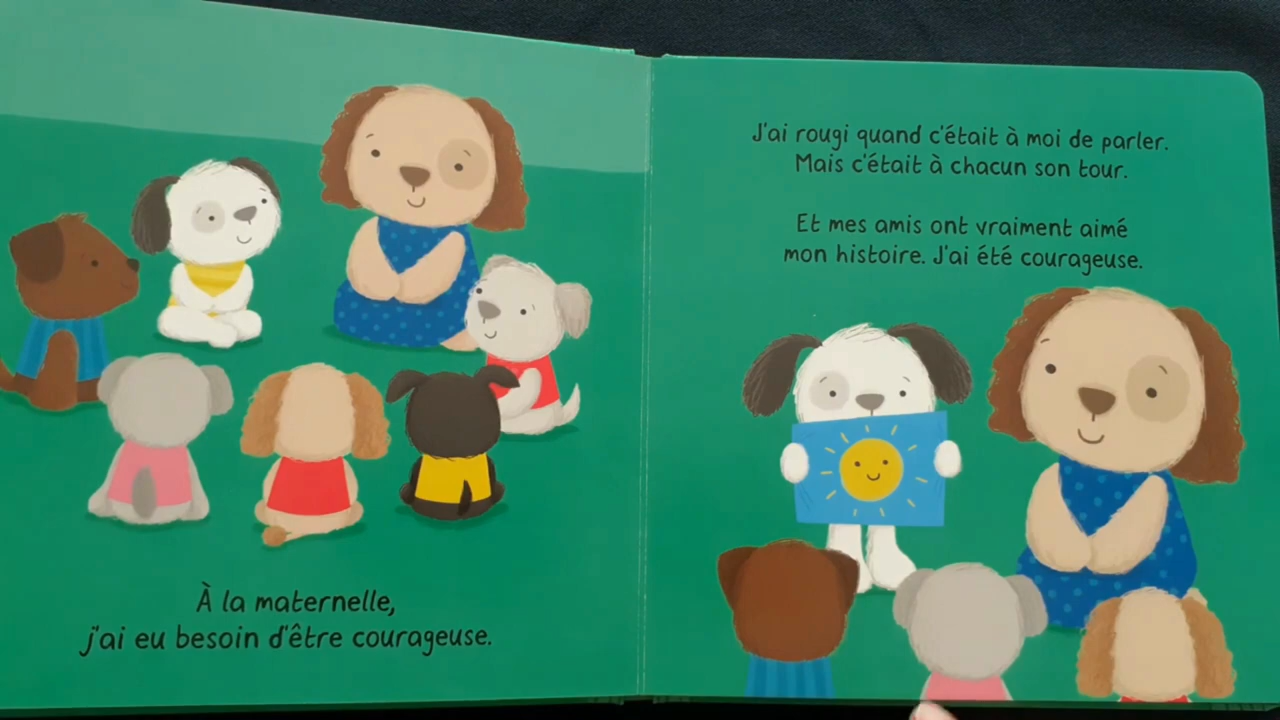 À la maternelle,
j'ai eu besoin d'être courageuse.
J'ai rougi quand c'était à moi de parler.
Mais c'était à chacun son tour.
Et mes amis ont vraiment aimé
mon histoire. J'ai été courageuse.